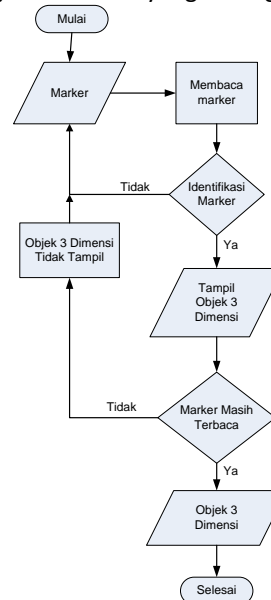 Mulai
Marker
Membaca
marker
Tidak
Identifikasi
Marker
Ya
Objek 3 Dimensi
Tidak Tampil
Tampil
Objek 3
Dimensi
Tidak
Marker Masih
Terbaca
Ya
Objek 3
Dimensi
Selesai